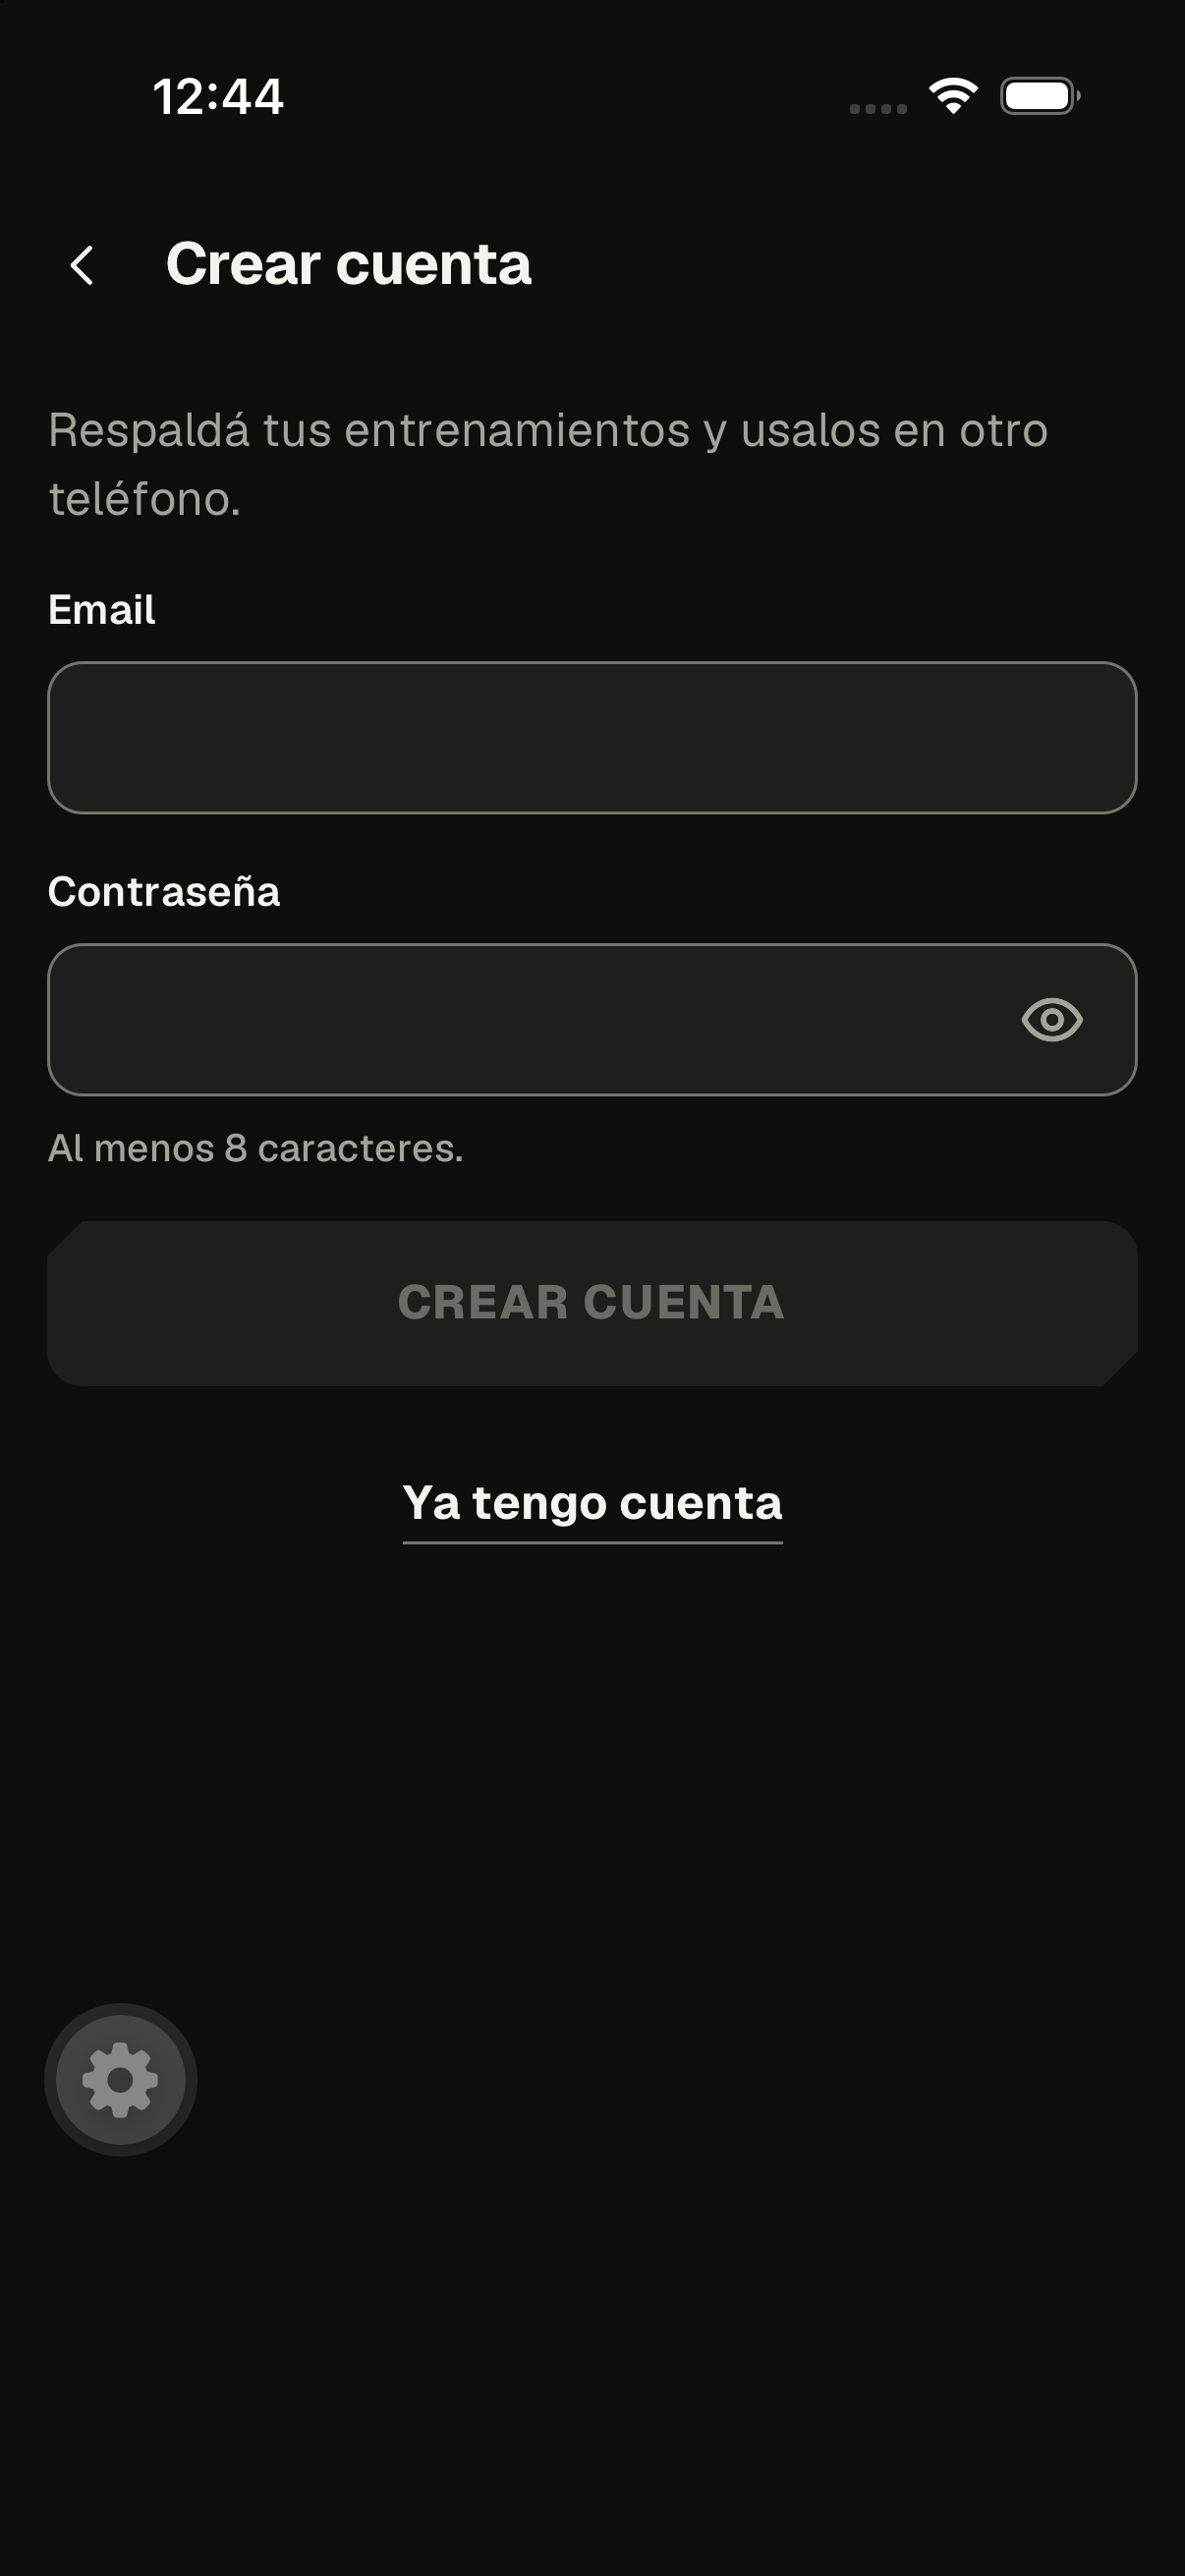 12:44
Crear cuenta
Respaldá tus entrenamientos y usalos en otro
teléfono.
Email
Contraseña
Al menos 8 caracteres.
CREAR CUENTA
Ya tengo cuenta